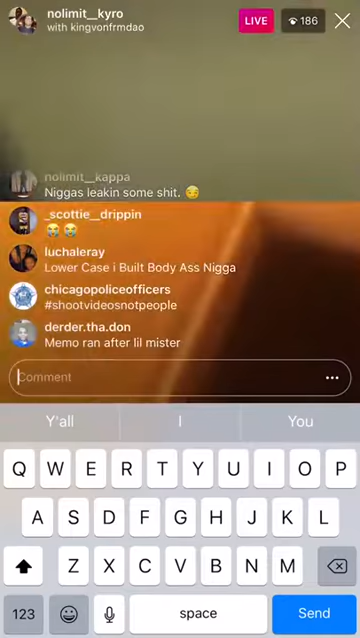 nolimit__kyro
with kingvonfrmdao
LIVE
186
nolimit__kappa
Niggas leakin some shit. 😏
_scottie__drippin
😭😭
luchaleray
Lower Case i Built Body Ass Nigga
chicagopoliceofficers
#shootvideosnotpeople
derder.tha.don
Memo ran after lil mister
Comment
Y'all I You
Q W E R T Y U I O P
A S D F G H J K L
Z X C V B N M
123 space Send